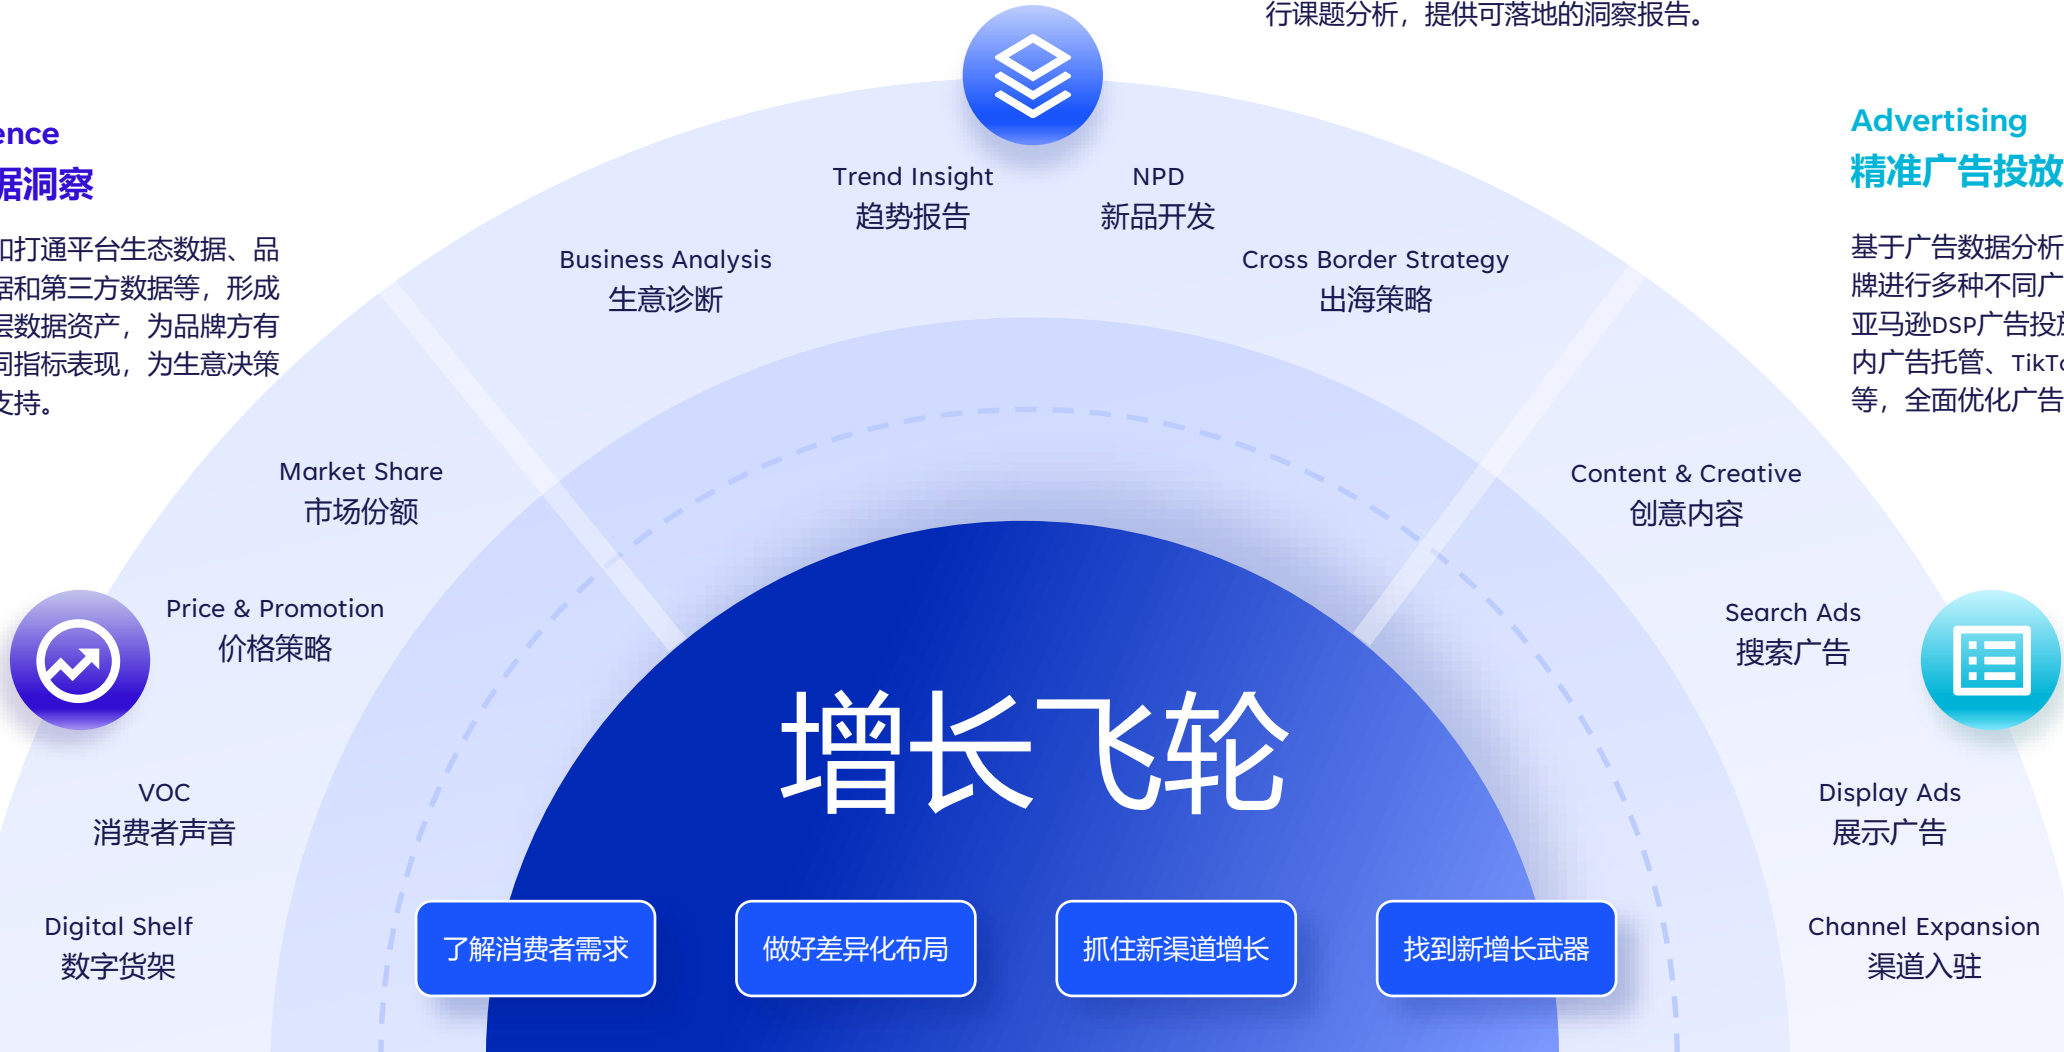 行课题分析，提供可落地的洞察报告。
ence
据洞察
和打通平台生态数据、品
据和第三方数据等，形成
层数据资产，为品牌方有
同指标表现，为生意决策
支持。
Advertising
精准广告投放
基于广告数据分析
牌进行多种不同广
亚马逊DSP广告投放
内广告托管、TikTo
等，全面优化广告
Trend Insight
趋势报告
NPD
新品开发
Business Analysis
生意诊断
Cross Border Strategy
出海策略
Market Share
市场份额
Content & Creative
创意内容
Price & Promotion
价格策略
Search Ads
搜索广告
VOC
消费者声音
Display Ads
展示广告
Digital Shelf
数字货架
Channel Expansion
渠道入驻
增长飞轮
了解消费者需求
做好差异化布局
抓住新渠道增长
找到新增长武器